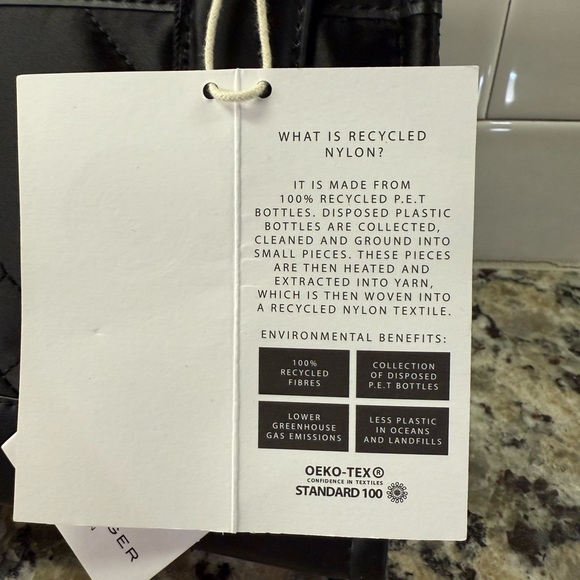 WHAT IS RECYCLED
NYLON?
IT IS MADE FROM
100% RECYCLED P.E.T
BOTTLES. DISPOSED PLASTIC
BOTTLES ARE COLLECTED,
CLEANED AND GROUND INTO
SMALL PIECES. THESE PIECES
ARE THEN HEATED AND
EXTRACTED INTO YARN,
WHICH IS THEN WOVEN INTO
A RECYCLED NYLON TEXTILE.
ENVIRONMENTAL BENEFITS:
100%
RECYCLED
FIBRES
COLLECTION
OF DISPOSED
P.E.T BOTTLES
LOWER
GREENHOUSE
GAS EMISSIONS
LESS PLASTIC
IN OCEANS
AND LANDFILLS
OEKO-TEX®
CONFIDENCE IN TEXTILES
STANDARD 100
GER